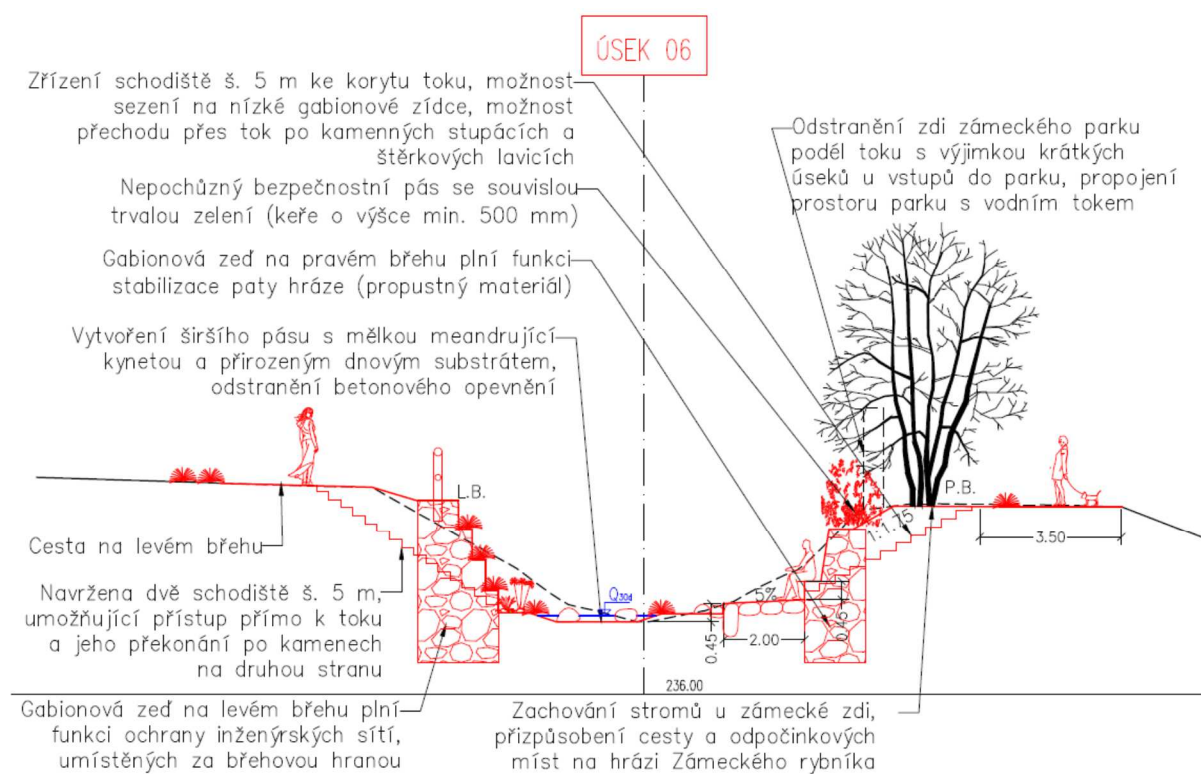 ÚSEK 06
Zřízení schodiště š. 5 m ke korytu toku, možnost
sezení na nízké gabionové zídce, možnost
přechodu přes tok po kamenných stupácích a
štěrkových lavicích
Nepochůzný bezpečnostní pás se souvislou
trvalou zelení (keře o výšce min. 500 mm)
Gabionová zeď na pravém břehu plní funkci
stabilizace paty hráze (propustný materiál)
Vytvoření širšího pásu s mělkou meandrující
kynetou a přirozeným dnovým substrátem,
odstranění betonového opevnění
Odstranění zdi zámeckého parku
podél toku s výjimkou krátkých
úseků u vstupů do parku, propojení
prostoru parku s vodním tokem
L.B.
P.B.
1:1.75
3.50
Cesta na levém břehu
Q30d
5%
0.45
2.00
0.45
Navržená dvě schodiště š. 5 m,
umožňující přístup přímo k toku
a jeho překonání po kamenech
na druhou stranu
236.00
Gabionová zeď na levém břehu plní
funkci ochrany inženýrských sítí,
umístěných za břehovou hranou
Zachování stromů u zámecké zdi,
přizpůsobení cesty a odpočinkových
míst na hrázi Zámeckého rybníka